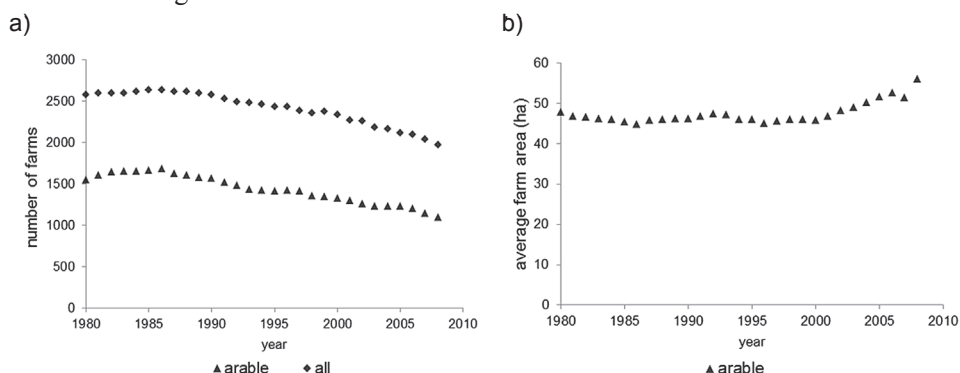 a)
3000
2500
2000
1500
1000
500
0
number of farms
1980 1985 1990 1995 2000 2005 2010
year
▲ arable ◆ all
b)
60
50
40
30
20
10
0
average farm area (ha)
1980 1985 1990 1995 2000 2005 2010
year
▲ arable